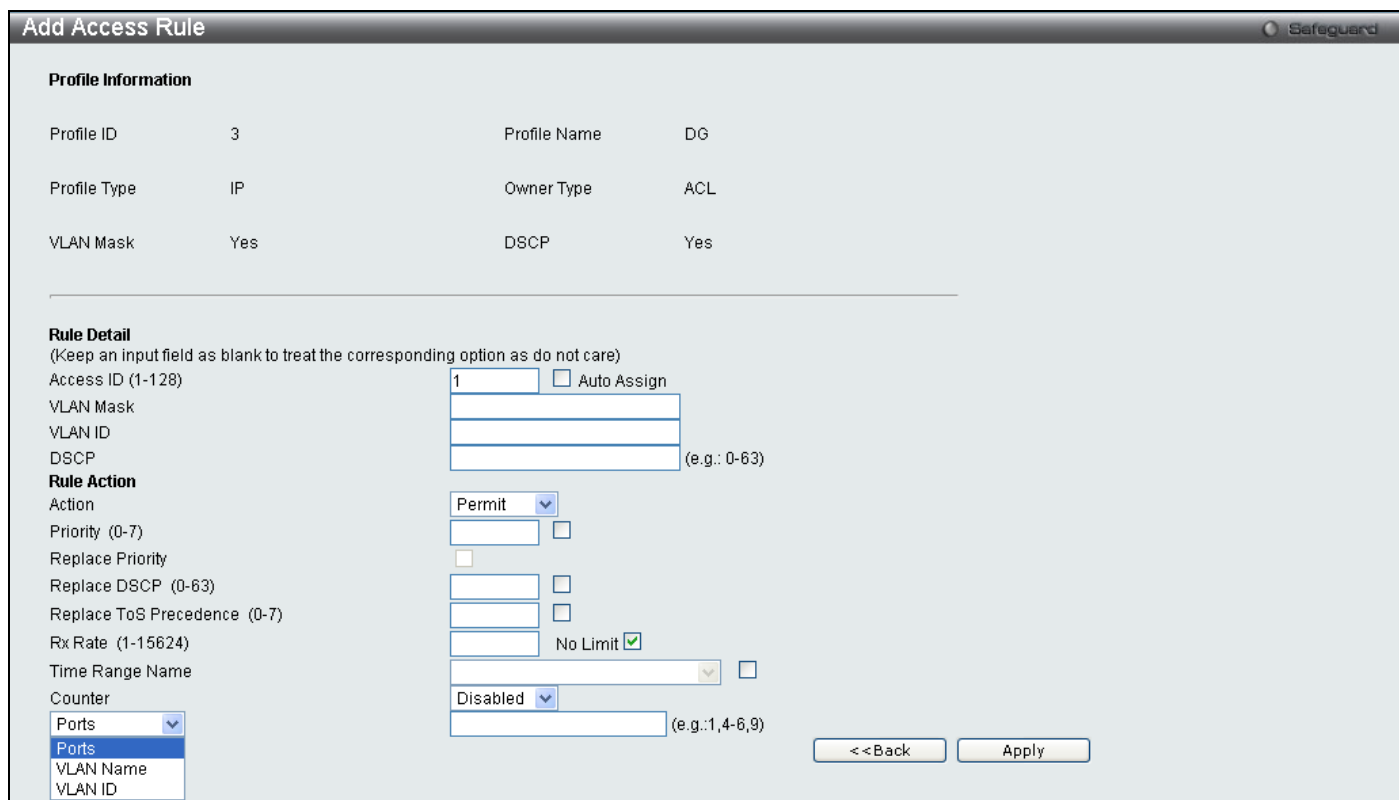 Add Access Rule Safeguard
Profile Information
Profile ID 3 Profile Name DG
Profile Type IP Owner Type ACL
VLAN Mask Yes DSCP Yes
Rule Detail
(Keep an input field as blank to treat the corresponding option as do not care)
Access ID (1-128) 1 Auto Assign
VLAN Mask
VLAN ID
DSCP (e.g.: 0-63)
Rule Action
Action Permit
Priority (0-7)
Replace Priority
Replace DSCP (0-63)
Replace ToS Precedence (0-7)
Rx Rate (1-15624) No Limit
Time Range Name
Counter Disabled
Ports (e.g.:1,4-6,9)
Ports
<<Back Apply
VLAN Name
VLAN ID